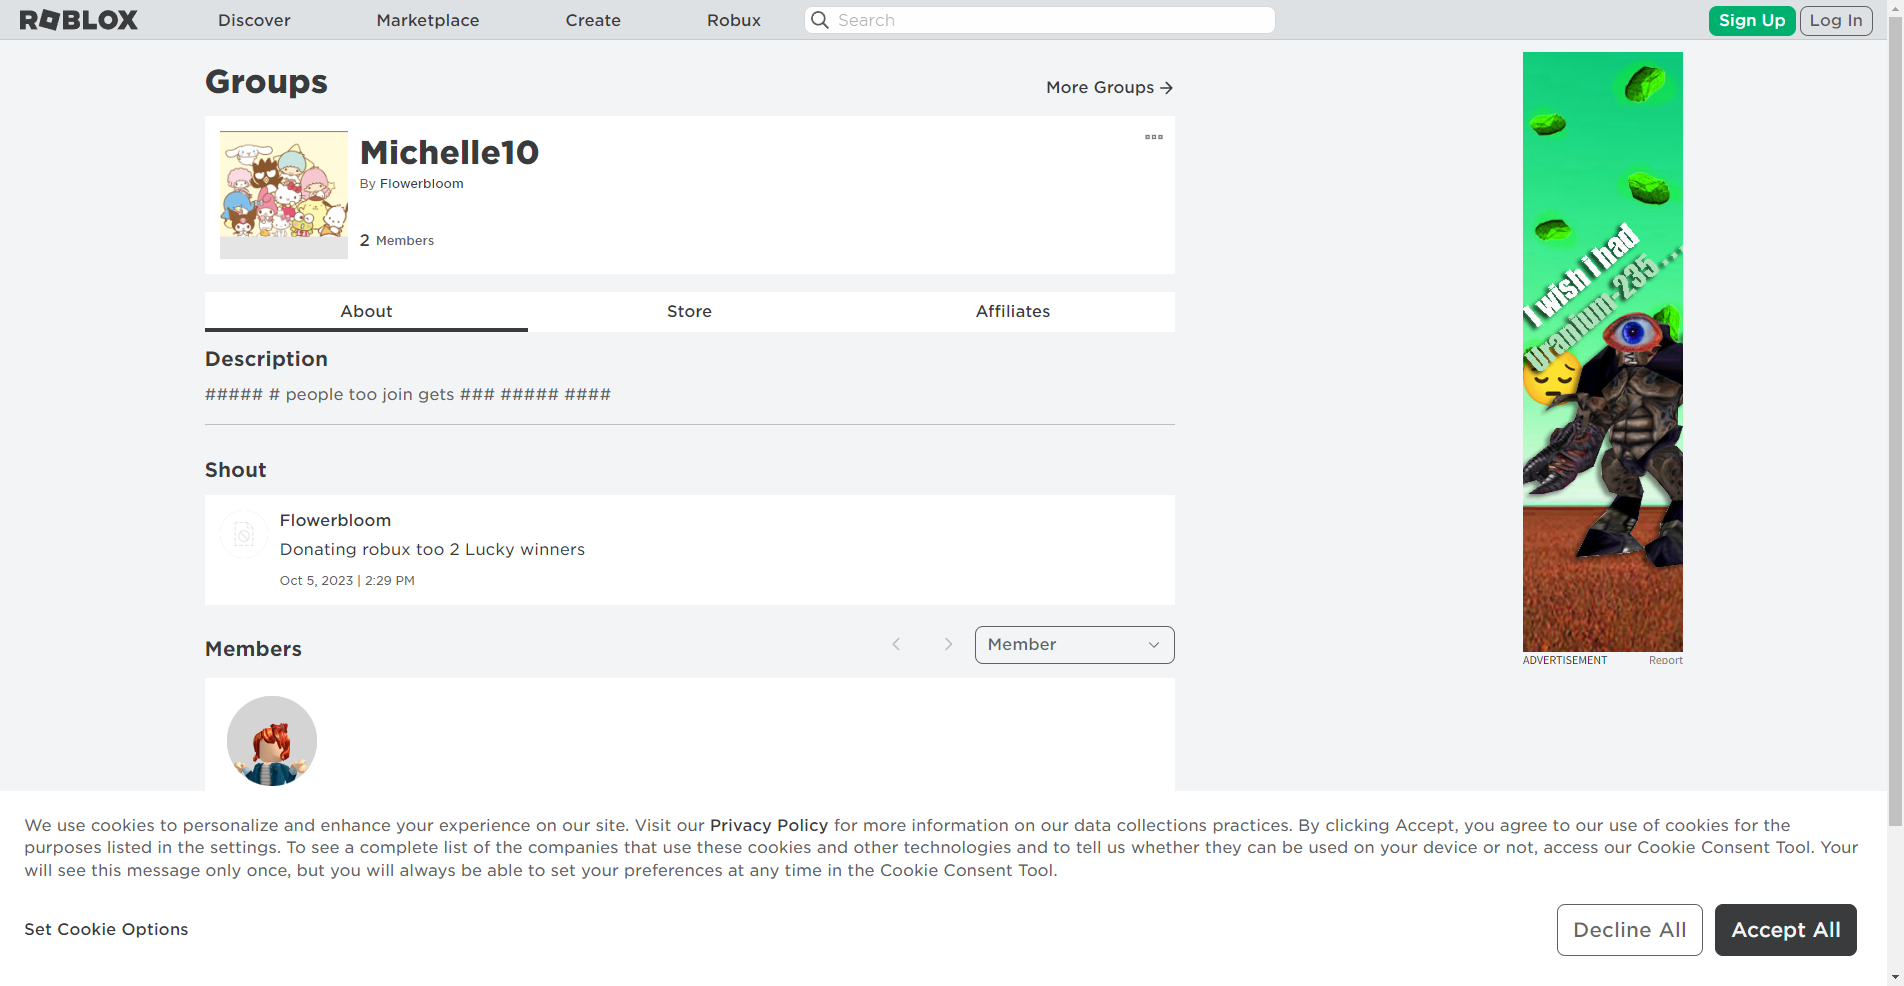 ROBLOX
Discover
Marketplace
Create
Robux
Search
Sign Up
Log In
Groups
More Groups →
Michelle10
By Flowerbloom
2 Members
About
Store
Affiliates
Description
##### # people too join gets ### ##### ####
Shout
Flowerbloom
Donating robux too 2 Lucky winners
Oct 5, 2023 | 2:29 PM
Members
Member
I wish i had
Uranium-235...
ADVERTISEMENT
Report
We use cookies to personalize and enhance your experience on our site. Visit our Privacy Policy for more information on our data collections practices. By clicking Accept, you agree to our use of cookies for the
purposes listed in the settings. To see a complete list of the companies that use these cookies and other technologies and to tell us whether they can be used on your device or not, access our Cookie Consent Tool. Your
will see this message only once, but you will always be able to set your preferences at any time in the Cookie Consent Tool.
Set Cookie Options
Decline All
Accept All